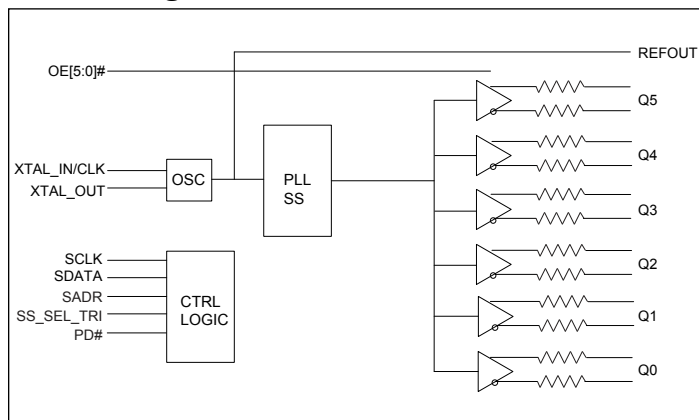 REFOUT
OE[5:0]#
Q5
Q4
XTAL_IN/CLK
OSC
PLL
SS
XTAL_OUT
Q3
SCLK
SDATA
SADR
SS_SEL_TRI
PD#
CTRL
LOGIC
Q2
Q1
Q0